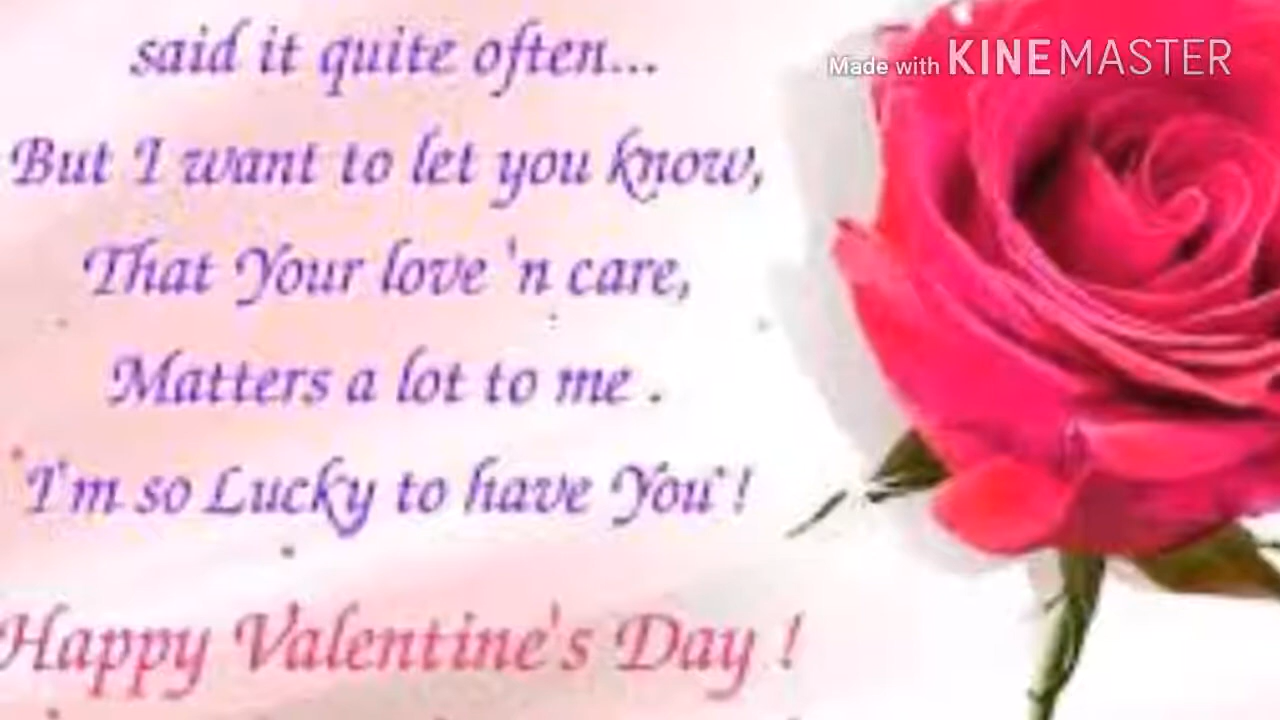 said it quite often...
Made with KINEMASTER
But I want to let you know,
That Your love 'n care,
Matters a lot to me .
I'm so Lucky to have You !
Happy Valentine's Day !